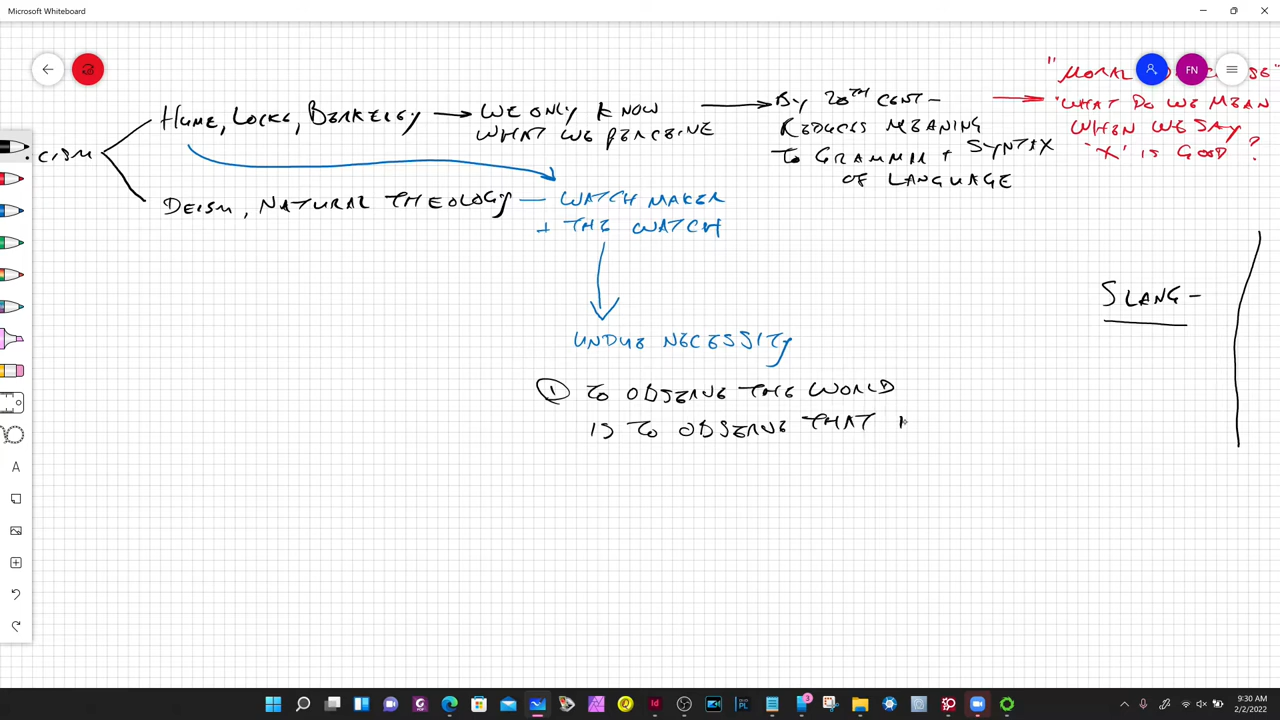 Microsoft Whiteboard
FN
"MORAL
HUME, LOCKE, BERKELEY
WE ONLY KNOW
WHAT WE PERCEIVE
BY 20TH CENT -
REDUCES MEANING
TO GRAMMAR + SYNTAX
OF LANGUAGE
WHAT DO WE MEAN
WHEN WE SAY
'X' IS GOOD ?
CISM
DEISM, NATURAL THEOLOGY
WATCH MAKER
+ THE WATCH
SLANG -
UNDUE NECESSITY
① TO OBSERVE THE WORLD
IS TO OBSERVE THAT
A
9:30 AM
2/2/2022